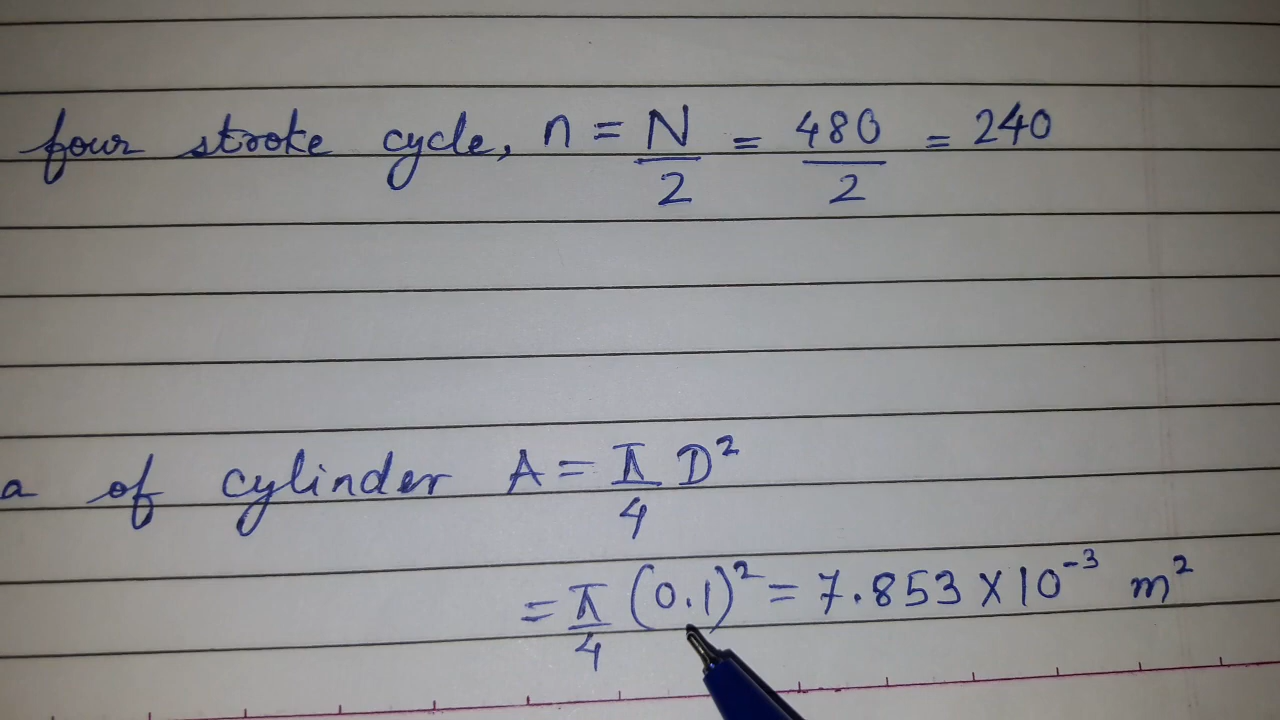 four stroke cycle, n = N/2 = 480/2 = 240
a of cylinder A = π/4 D²
= π/4 (0.1)² = 7.853 × 10⁻³ m²